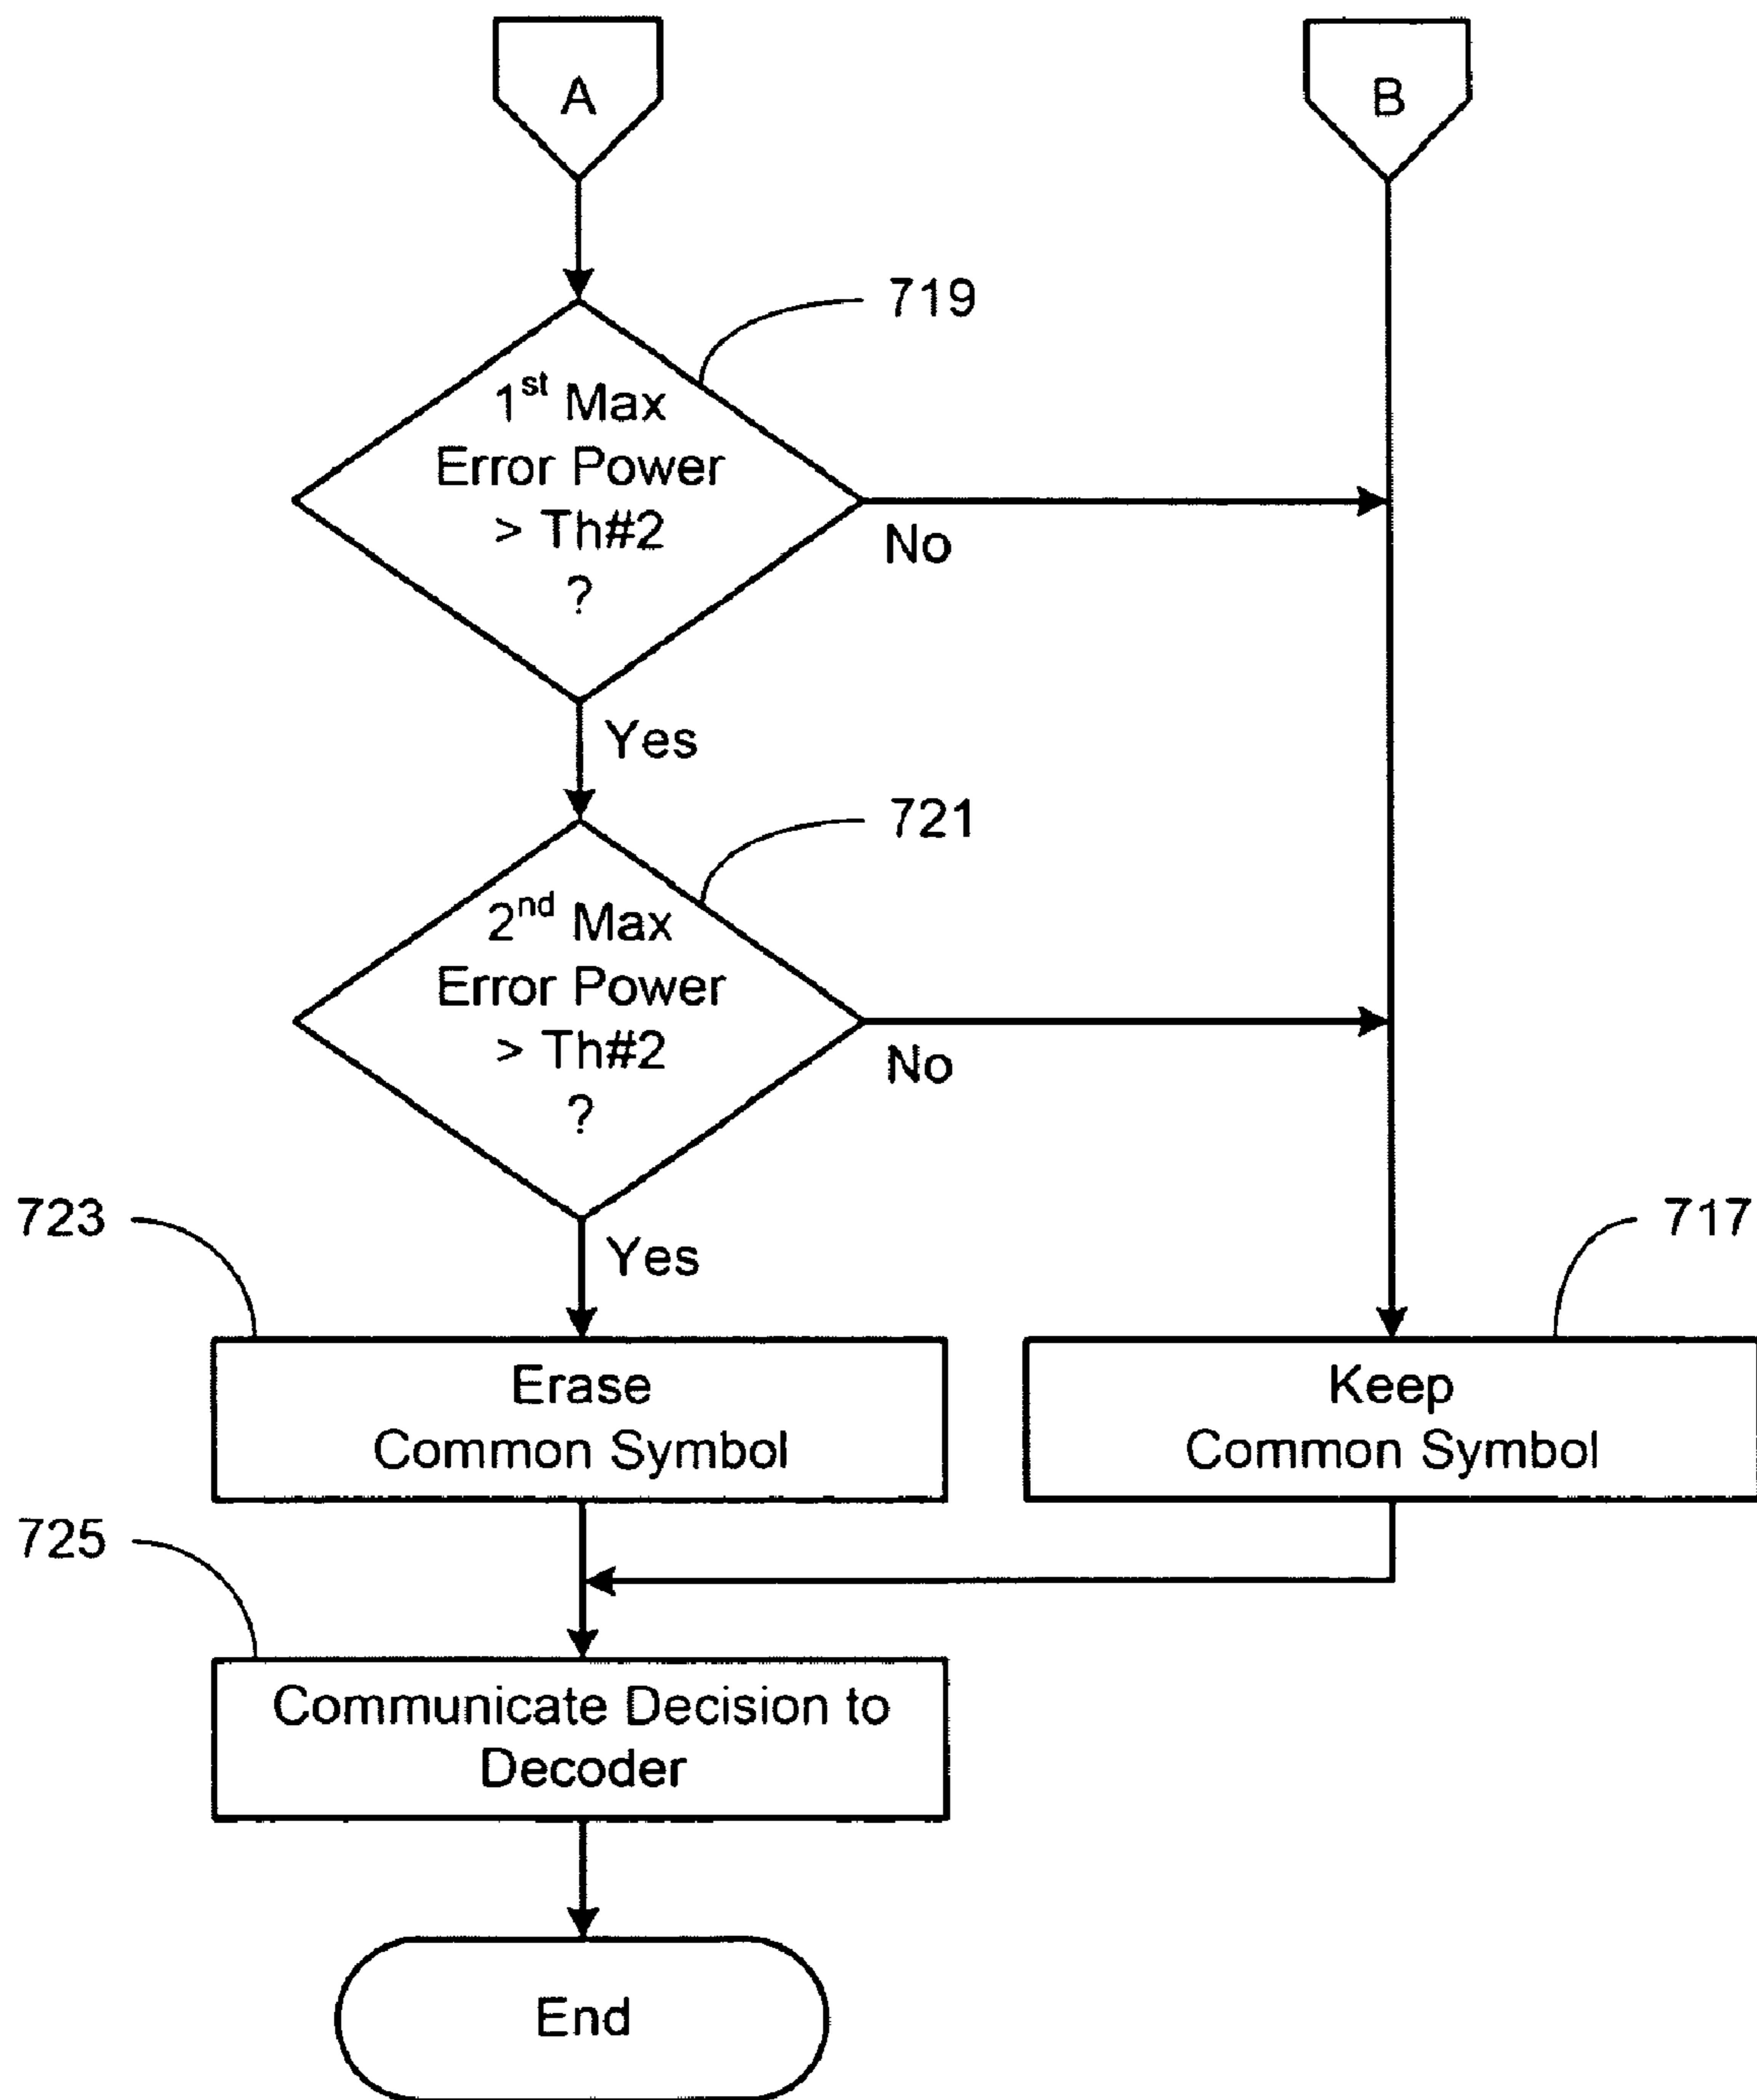 A
B
719
1st Max
Error Power
> Th#2
?
No
Yes
721
2nd Max
Error Power
> Th#2
?
No
Yes
723
717
Erase
Common Symbol
Keep
Common Symbol
725
Communicate Decision to
Decoder
End